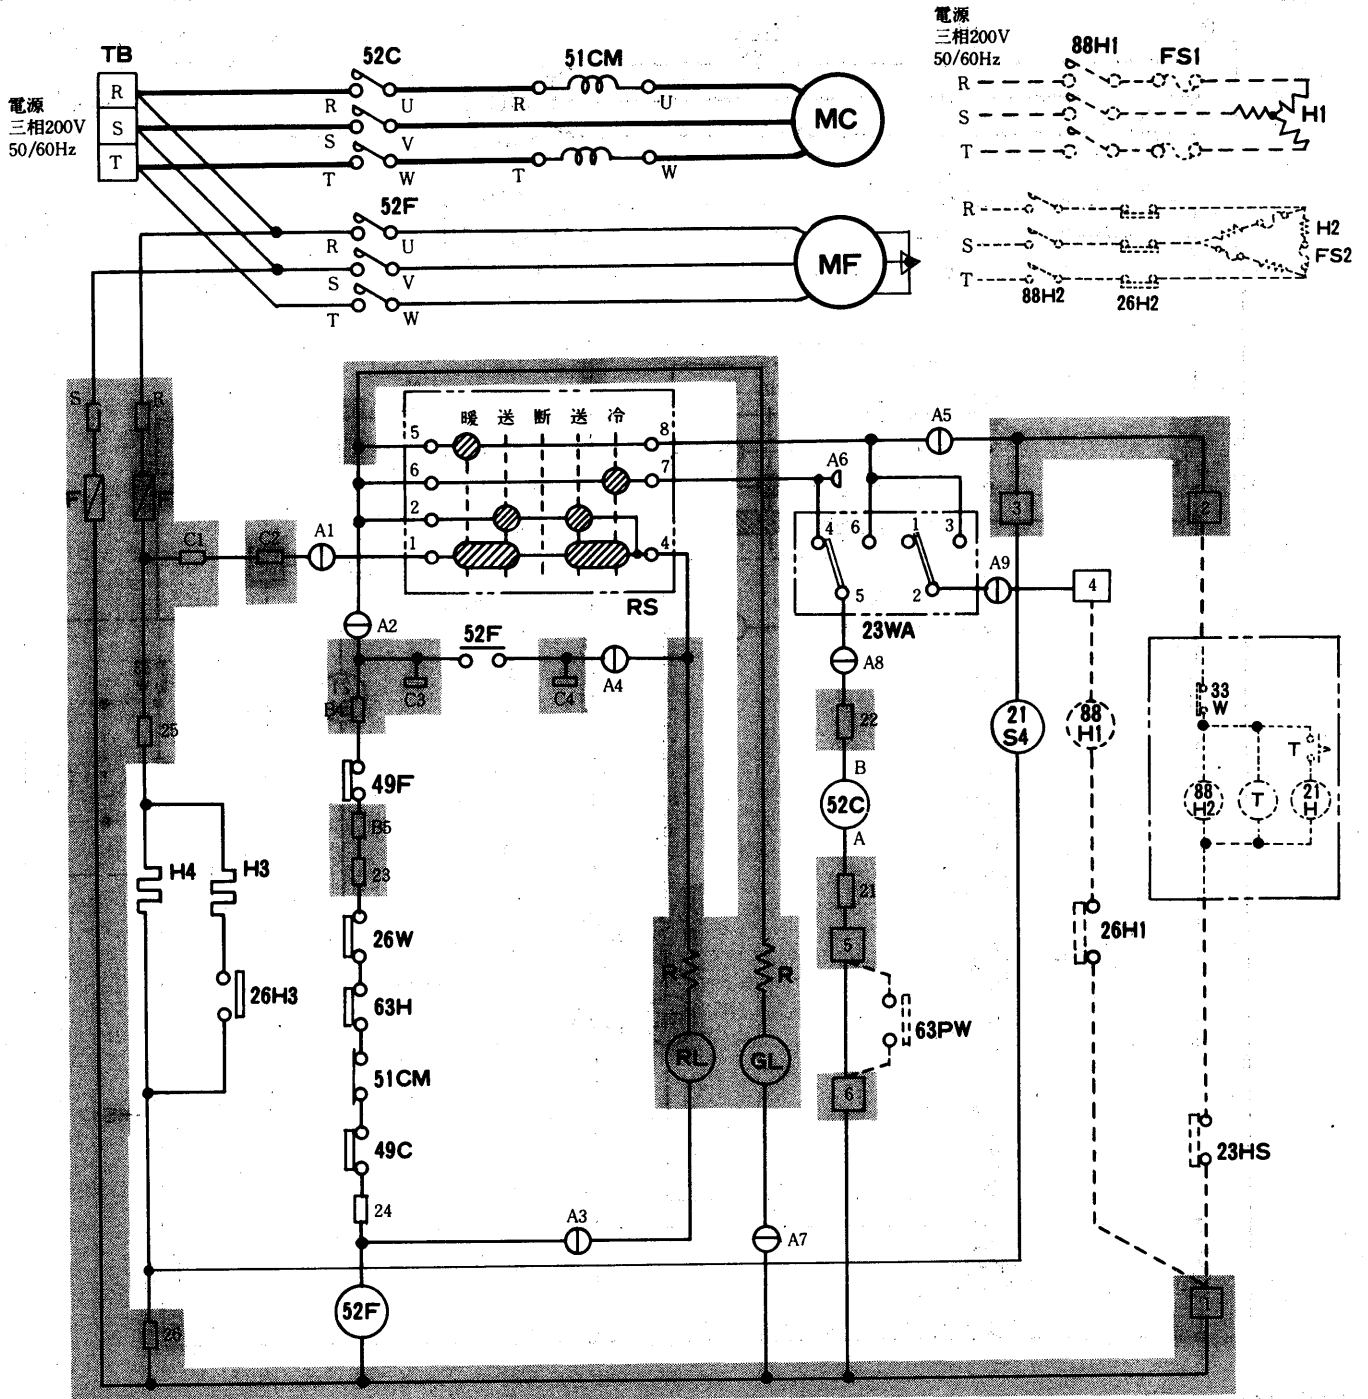 電源
三相200V
50/60Hz
TB
R
S
T
52C
R
U
S
V
T
W
51CM
R
U
T
W
MC
52F
R
U
S
V
T
W
MF
電源
三相200V
50/60Hz
R
S
T
88H1
FS1
H1
R
S
T
88H2
26H2
H2
FS2
S
R
F
F
C1
C2
A1
暖 送 断 送 冷
5
8
6
7
2
1
4
RS
A2
52F
C3
C4
A4
A5
A6
4
6
1
3
5
2
23WA
A9
A8
3
2
4
22
B
52C
A
21
5
63PW
6
21
S4
88
H1
26H1
33
W
88
H2
T
21
H
T
23HS
1
25
H4
H3
26H3
49F
B5
23
26W
63H
51CM
49C
24
52F
A3
R
RL
R
GL
A7
26